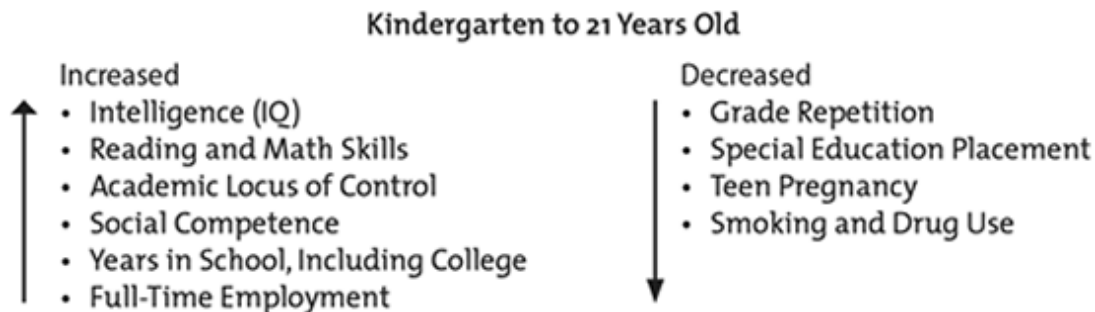 Kindergarten to 21 Years Old
Increased
• Intelligence (IQ)
• Reading and Math Skills
• Academic Locus of Control
• Social Competence
• Years in School, Including College
• Full-Time Employment
Decreased
• Grade Repetition
• Special Education Placement
• Teen Pregnancy
• Smoking and Drug Use